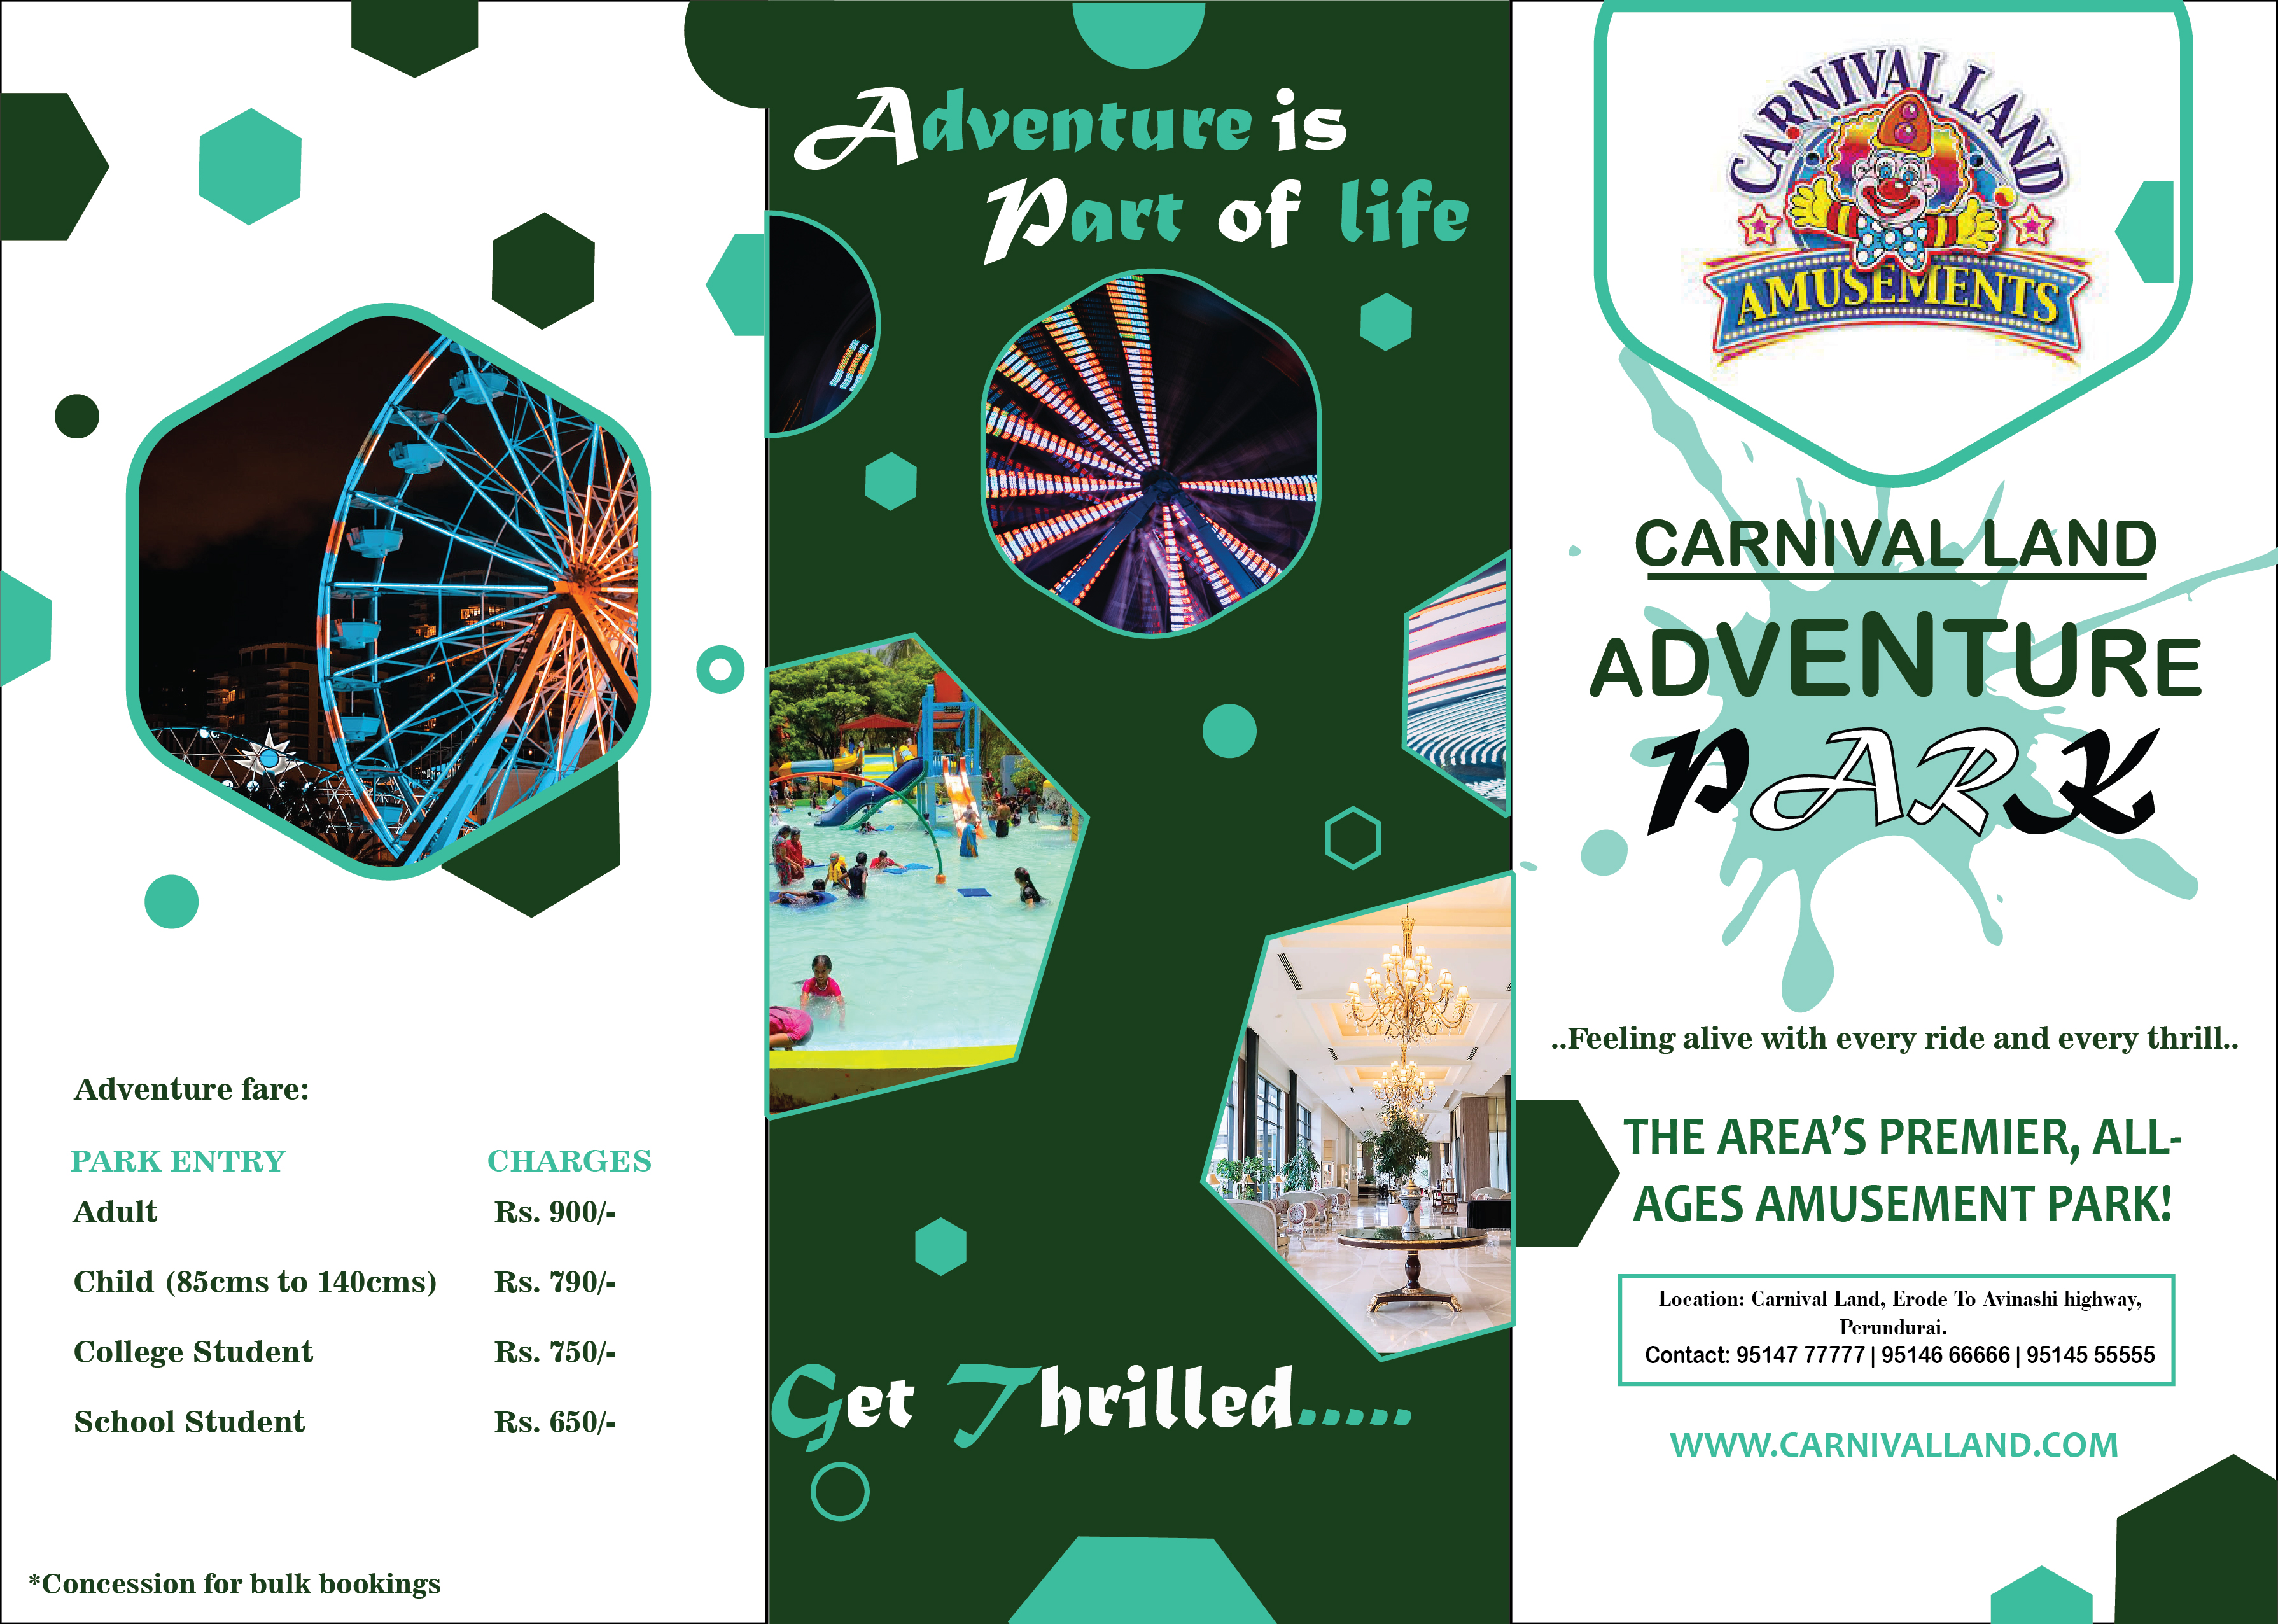 Adventure fare:
PARK ENTRY CHARGES
Adult Rs. 900/-
Child (85cms to 140cms) Rs. 790/-
College Student Rs. 750/-
School Student Rs. 650/-
*Concession for bulk bookings
Adventure is
Part of life
Get Thrilled.....
CARNIVAL LAND
AMUSEMENTS
CARNIVAL LAND
ADVENTURE
PARK
..Feeling alive with every ride and every thrill..
THE AREA’S PREMIER, ALL-
AGES AMUSEMENT PARK!
Location: Carnival Land, Erode To Avinashi highway,
Perundurai.
Contact: 95147 77777 | 95146 66666 | 95145 55555
WWW.CARNIVALLAND.COM